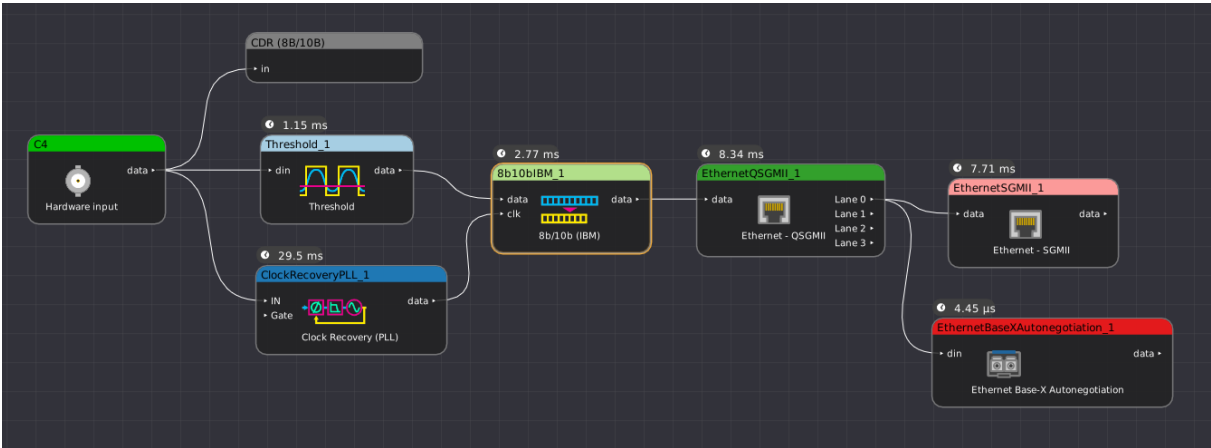 CDR (8B/10B)
in
C4
data
Hardware input
1.15 ms
Threshold_1
din
data
Threshold
29.5 ms
ClockRecoveryPLL_1
IN
data
Gate
Clock Recovery (PLL)
2.77 ms
8b10bIBM_1
data
data
clk
8b/10b (IBM)
8.34 ms
EthernetQSGMII_1
data
Lane 0
Lane 1
Lane 2
Lane 3
Ethernet - QSGMII
7.71 ms
EthernetSGMII_1
data
data
Ethernet - SGMII
4.45 µs
EthernetBaseXAutonegotiation_1
din
data
Ethernet Base-X Autonegotiation